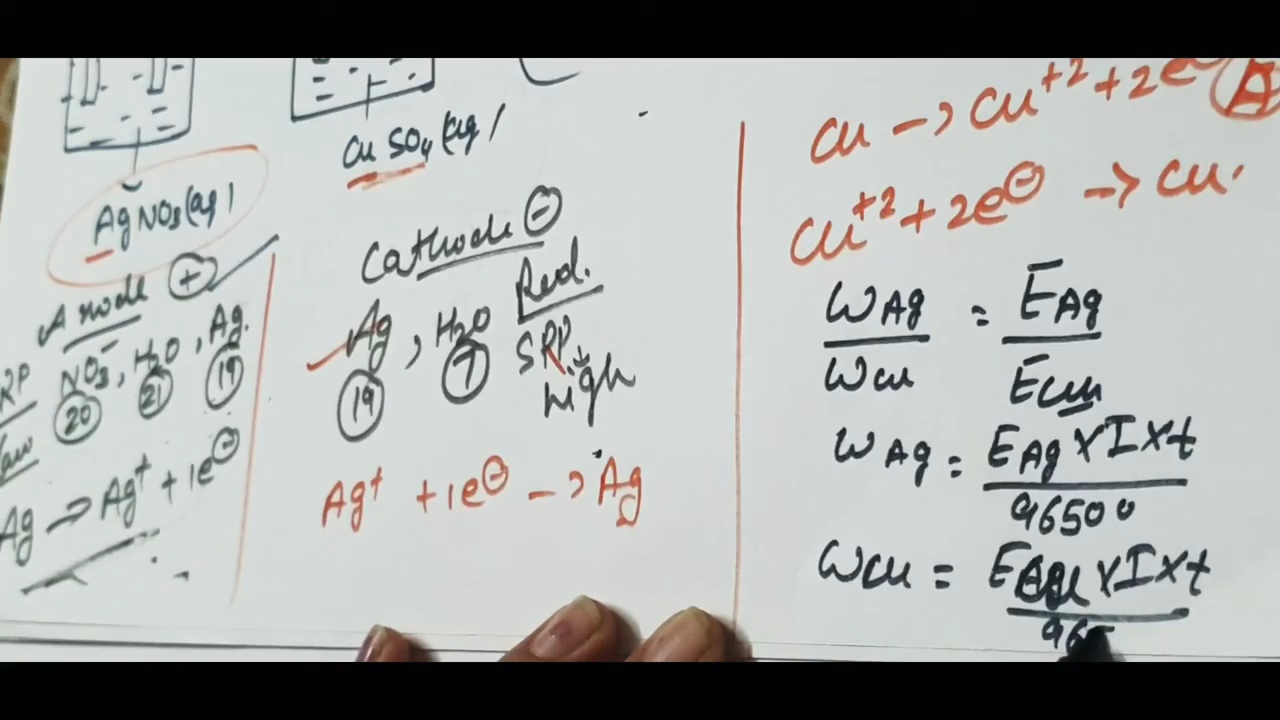 AgNO3(aq)
Anode +
RP NO3-, H2O, Ag.
20 21 19
Ag → Ag+ + 1e-
CuSO4(aq)
Cathode -
Red.
Ag, H2O SRP
19 7 high
Ag+ + 1e- → Ag
Cu → Cu+2 + 2e- A
Cu+2 + 2e- → Cu.
WAg = EAg
WCu ECu
WAg = EAg × I × t
96500
WCu = ECu × I × t
965